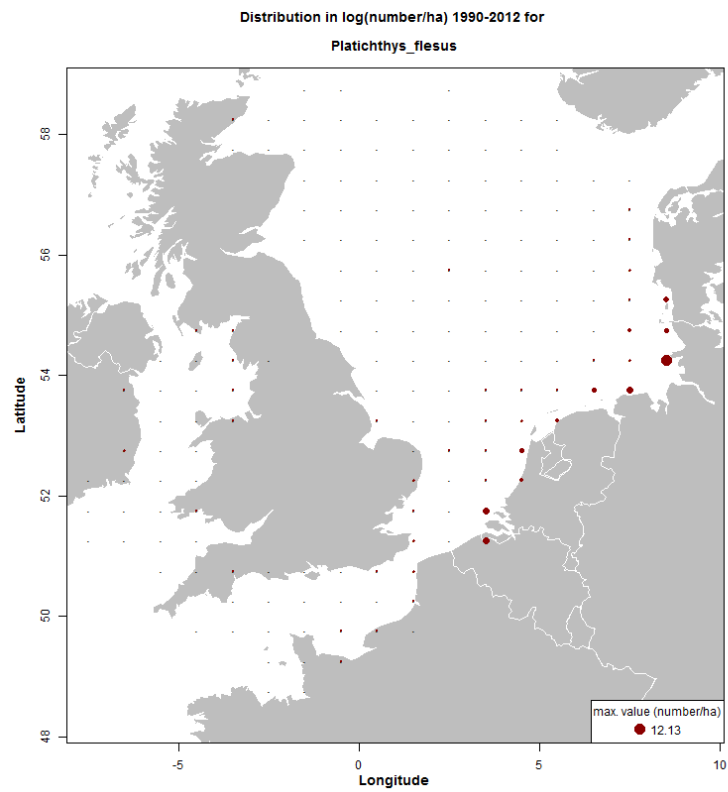 Distribution in log(number/ha) 1990-2012 for
Platichthys_flesus
58
56
54
52
50
48
Latitude
-5
0
5
10
Longitude
max. value (number/ha)
12.13